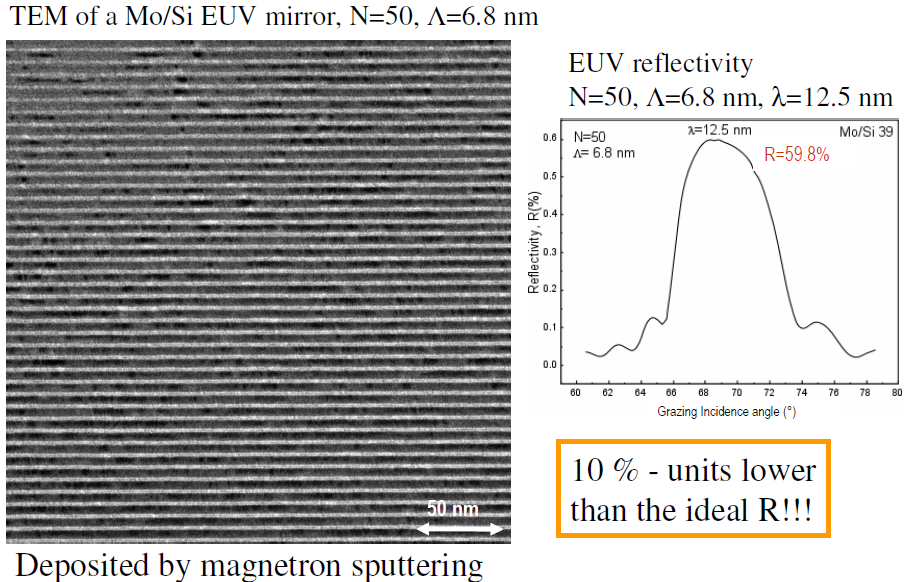 TEM of a Mo/Si EUV mirror, N=50, Λ=6.8 nm
50 nm
Deposited by magnetron sputtering
EUV reflectivity
N=50, Λ=6.8 nm, λ=12.5 nm
N=50
Λ= 6.8 nm
λ=12.5 nm
Mo/Si 39
R=59.8%
Reflectivity, R(%)
0.6
0.5
0.4
0.3
0.2
0.1
0.0
60 62 64 66 68 70 72 74 76 78 80
Grazing Incidence angle (°)
10 % - units lower
than the ideal R!!!